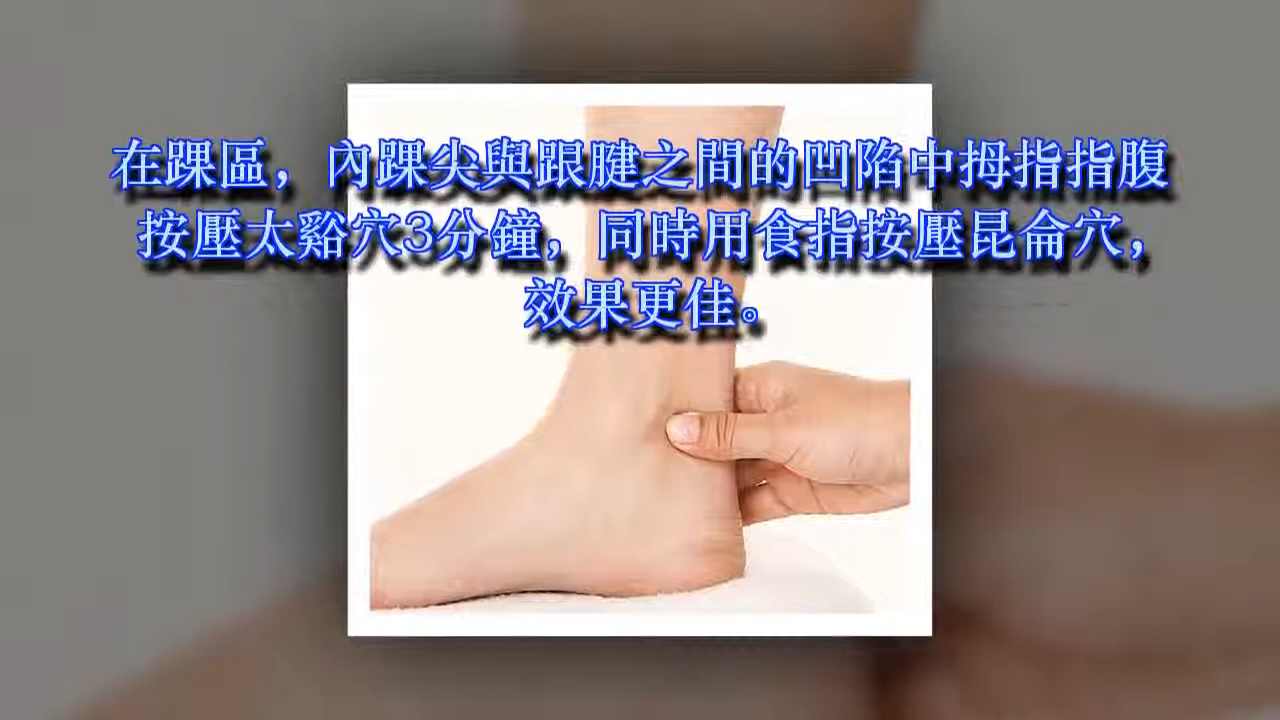 在踝區，內踝尖與跟腱之間的凹陷中拇指指腹
按壓太谿穴3分鐘，同時用食指按壓昆侖穴，
效果更佳。